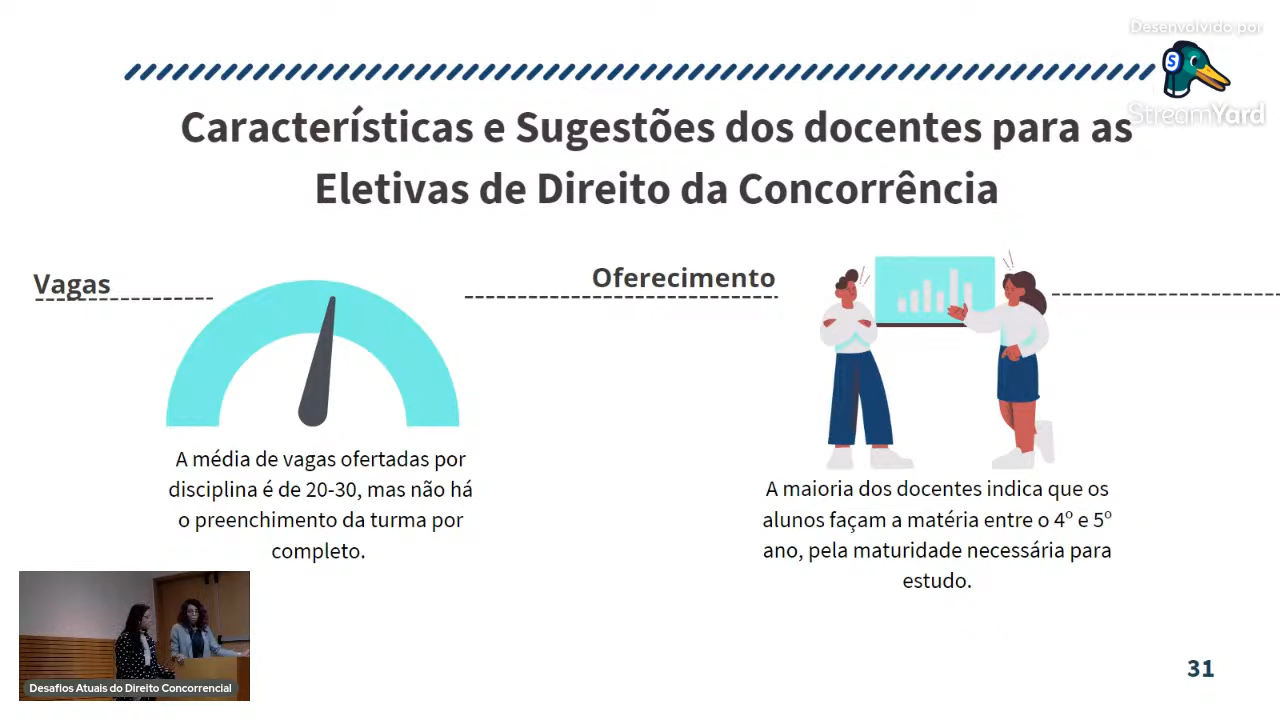 Desenvolvido por
S
StreamYard
Características e Sugestões dos docentes para as
Eletivas de Direito da Concorrência
Vagas
Oferecimento
A média de vagas ofertadas por
disciplina é de 20-30, mas não há
o preenchimento da turma por
completo.
A maioria dos docentes indica que os
alunos façam a matéria entre o 4º e 5º
ano, pela maturidade necessária para
estudo.
Desafios Atuais do Direito Concorrencial
31